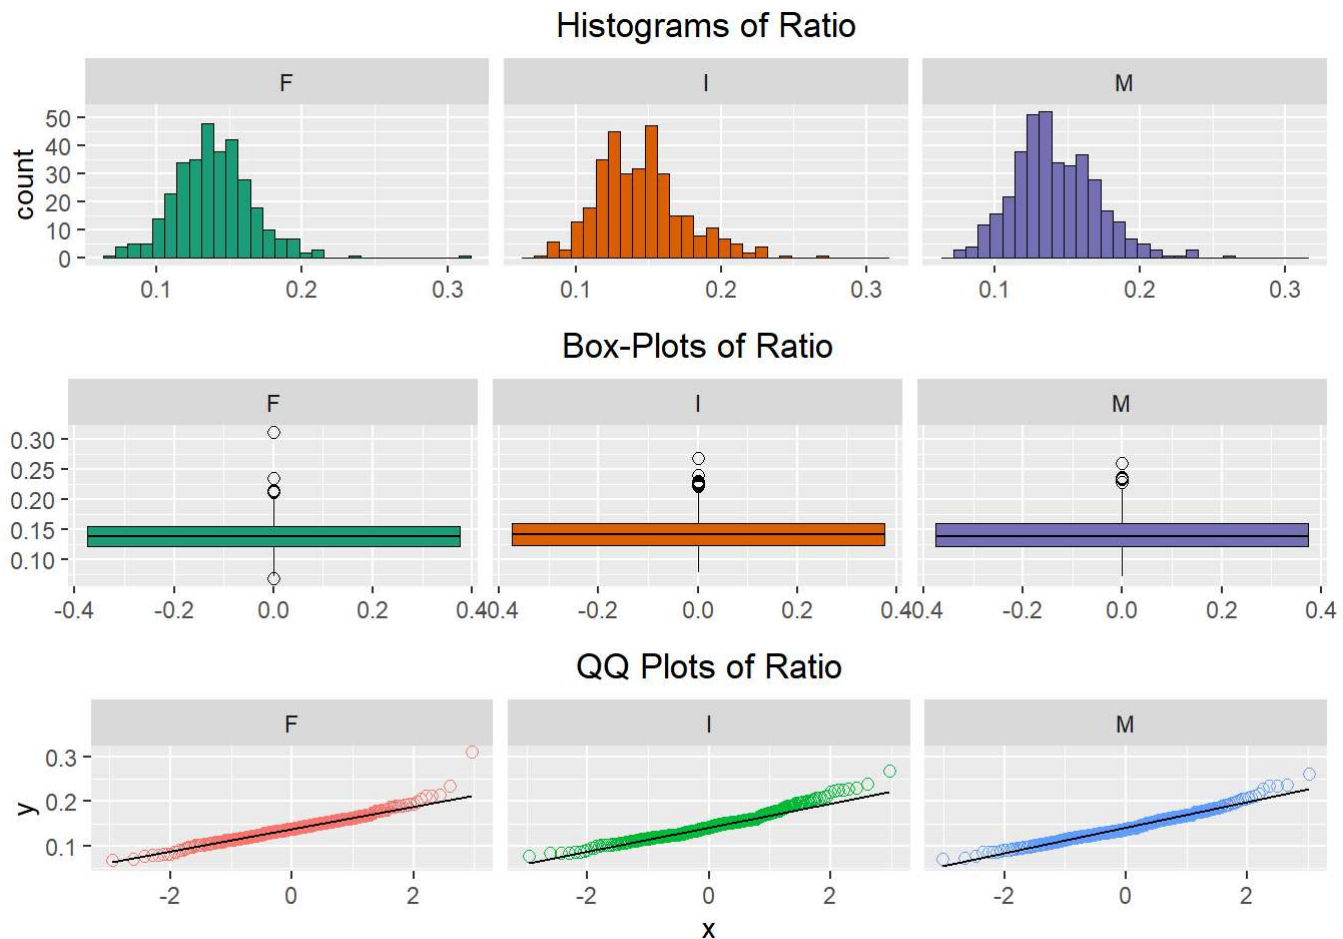 Histograms of Ratio
F I M
count
50
40
30
20
10
0
0.1 0.2 0.3 0.1 0.2 0.3 0.1 0.2 0.3
Box-Plots of Ratio
F I M
0.30
0.25
0.20
0.15
0.10
-0.4 -0.2 0.0 0.2 0.4 -0.4 -0.2 0.0 0.2 0.4 -0.4 -0.2 0.0 0.2 0.4
QQ Plots of Ratio
F I M
y
0.3
0.2
0.1
-2 0 2 -2 0 2 -2 0 2
x